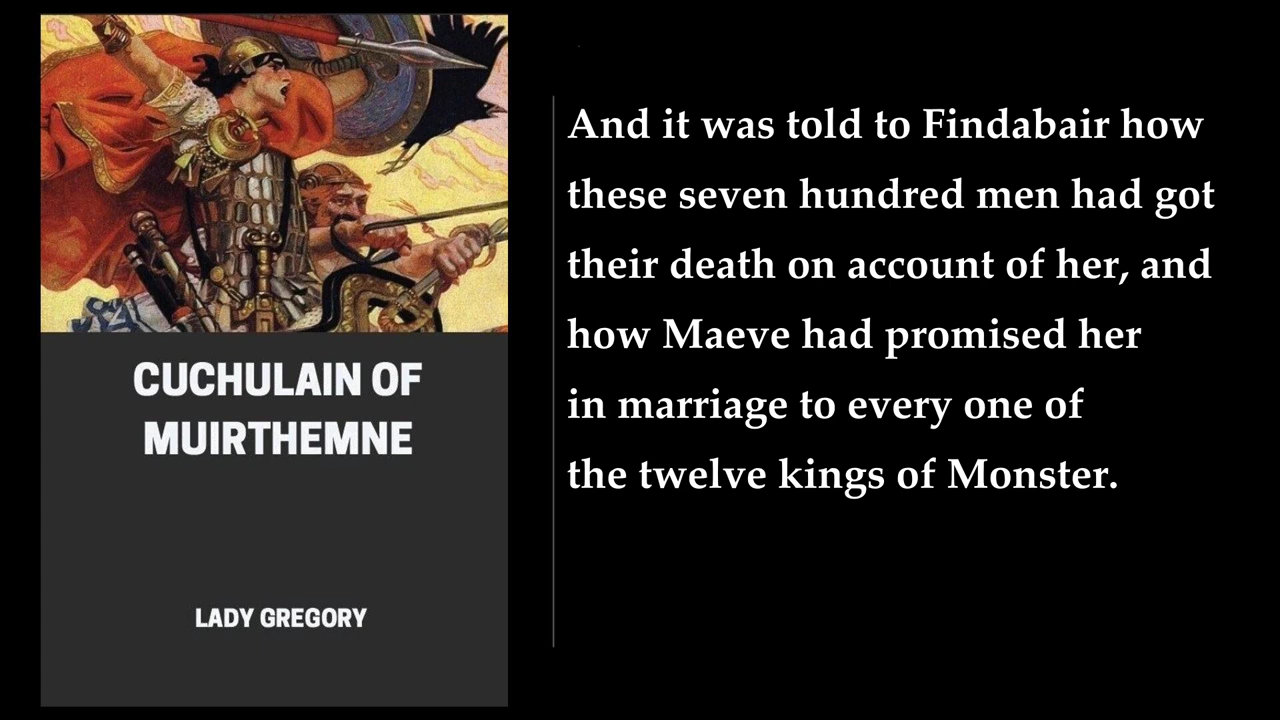 CUCHULAIN OF
MUIRTHEMNE
LADY GREGORY
And it was told to Findabair how
these seven hundred men had got
their death on account of her, and
how Maeve had promised her
in marriage to every one of
the twelve kings of Monster.